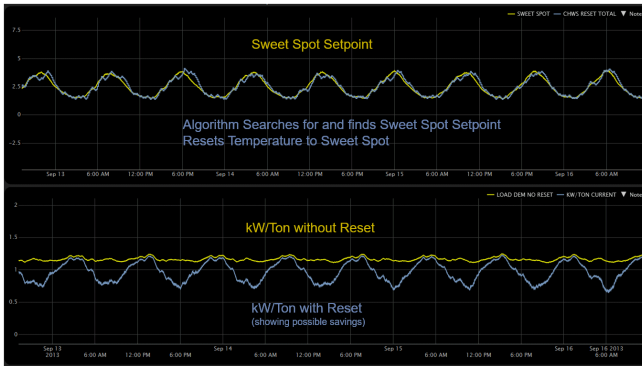 SWEET SPOT CHWS RESET TOTAL ▼ Note
7.5
Sweet Spot Setpoint
5
2.5
0
Algorithm Searches for and finds Sweet Spot Setpoint
Resets Temperature to Sweet Spot
−2.5
Sep 13 6:00 AM 12:00 PM 6:00 PM Sep 14 6:00 AM 12:00 PM 6:00 PM Sep 15 6:00 AM 12:00 PM 6:00 PM Sep 16 6:00 AM
LOAD DEM NO RESET KW/TON CURRENT ▼ Note
2
kW/Ton without Reset
1.5
1
0.5
kW/Ton with Reset
(showing possible savings)
0
Sep 13 Sep 14 Sep 15 Sep 16 Sep 16 2013
2013 6:00 AM 12:00 PM 6:00 PM 6:00 AM 12:00 PM 6:00 PM 6:00 AM 12:00 PM 6:00 PM 6:00 AM